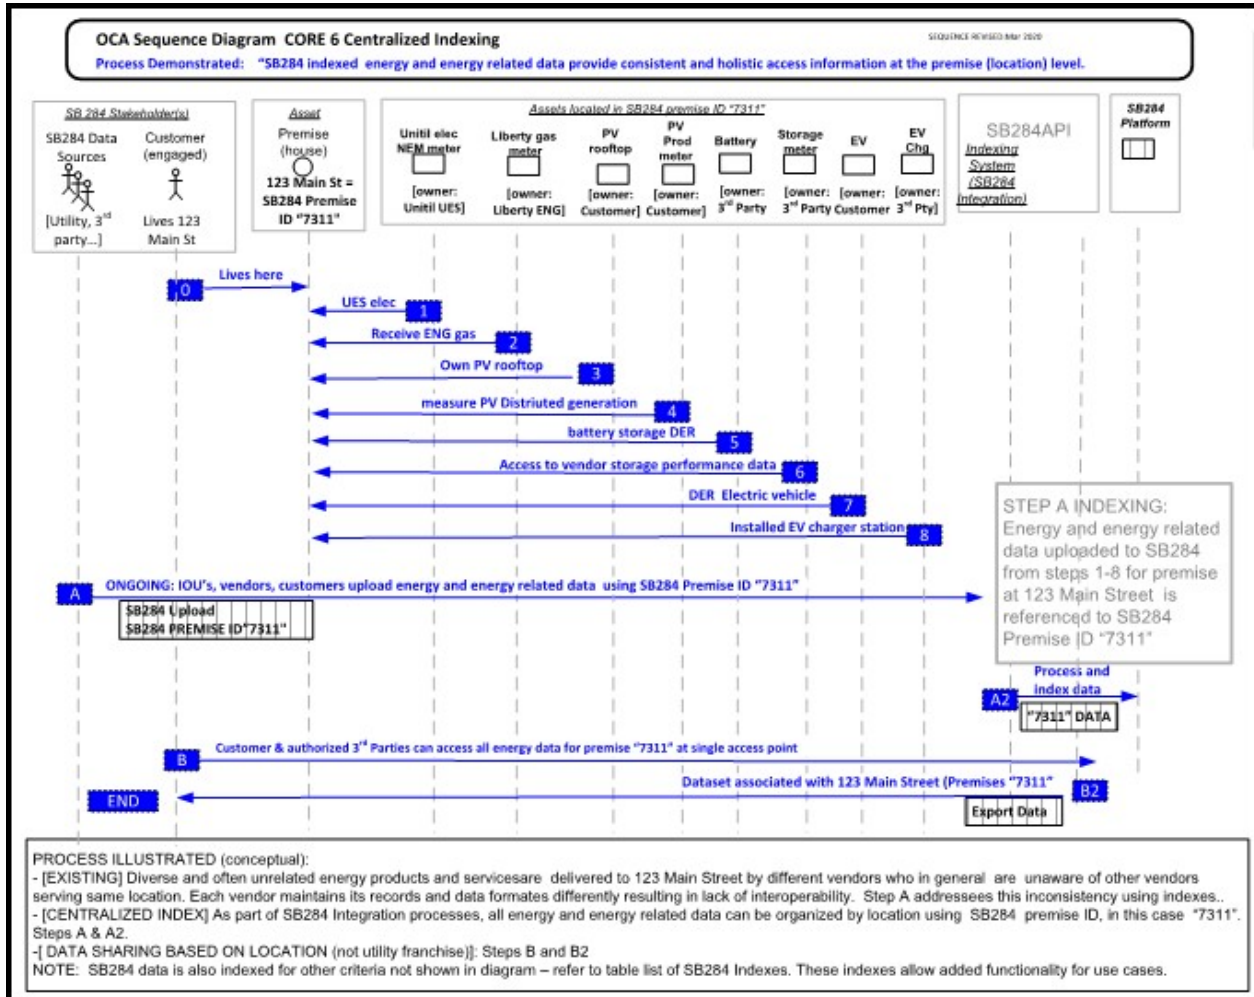 OCA Sequence Diagram  CORE 6 Centralized Indexing
SEQUENCE REVISED Mar 2020
Process Demonstrated:   "SB284 indexed  energy and energy related data provide consistent and holistic access information at the premise (location) level.
SB 284 Stakeholder(s)
SB284 Data
Sources
[Utility, 3rd
party...]
Customer
(engaged)
Lives 123
Main St
Asset
Premise
(house)
123 Main St =
SB284 Premise
ID "7311"
Assets located in SB284 premise ID "7311"
Unitil elec
NEM meter
[owner:
Unitil UES]
Liberty gas
meter
[owner:
Liberty ENG]
PV
rooftop
[owner:
Customer]
PV
Prod
meter
[owner:
Customer]
Battery
[owner:
3rd Party
Storage
meter
[owner:
3rd Party
EV
[owner:
Customer
EV
Chg
[owner:
3rd Pty]
SB284API
Indexing
System
(SB284
Integration)
SB284
Platform
Lives here
0
UES elec
1
Receive ENG gas
2
Own PV rooftop
3
measure PV Distriuted generation
4
battery storage DER
5
Access to vendor storage performance data
6
DER  Electric vehicle
7
Installed EV charger station
8
STEP A INDEXING:
Energy and energy related
data uploaded to SB284
from steps 1-8 for premise
at 123 Main Street  is
referenced to SB284
Premise ID "7311"
A
ONGOING: IOU's, vendors, customers upload energy and energy related data  using SB284 Premise ID "7311"
SB284 Upload
SB284 PREMISE ID"7311"
Process and
index data
A2
"7311" DATA
B
Customer & authorized 3rd Parties can access all energy data for premise "7311" at single access point
Dataset associated with 123 Main Street (Premises "7311"
B2
END
Export Data
PROCESS ILLUSTRATED (conceptual):
- [EXISTING] Diverse and often unrelated energy products and servicesare  delivered to 123 Main Street by different vendors who in general  are  unaware of other vendors
serving same location. Each vendor maintains its records and data formates differently resulting in lack of interoperability.  Step A addressees this inconsistency using indexes..
- [CENTRALIZED INDEX] As part of SB284 Integration processes, all energy and energy related data can be organized by location using  SB284  premise ID, in this case  "7311".
Steps A & A2.
-[ DATA SHARING BASED ON LOCATION (not utility franchise)]: Steps B and B2
NOTE:  SB284 data is also indexed for other criteria not shown in diagram – refer to table list of SB284 Indexes. These indexes allow added functionality for use cases.